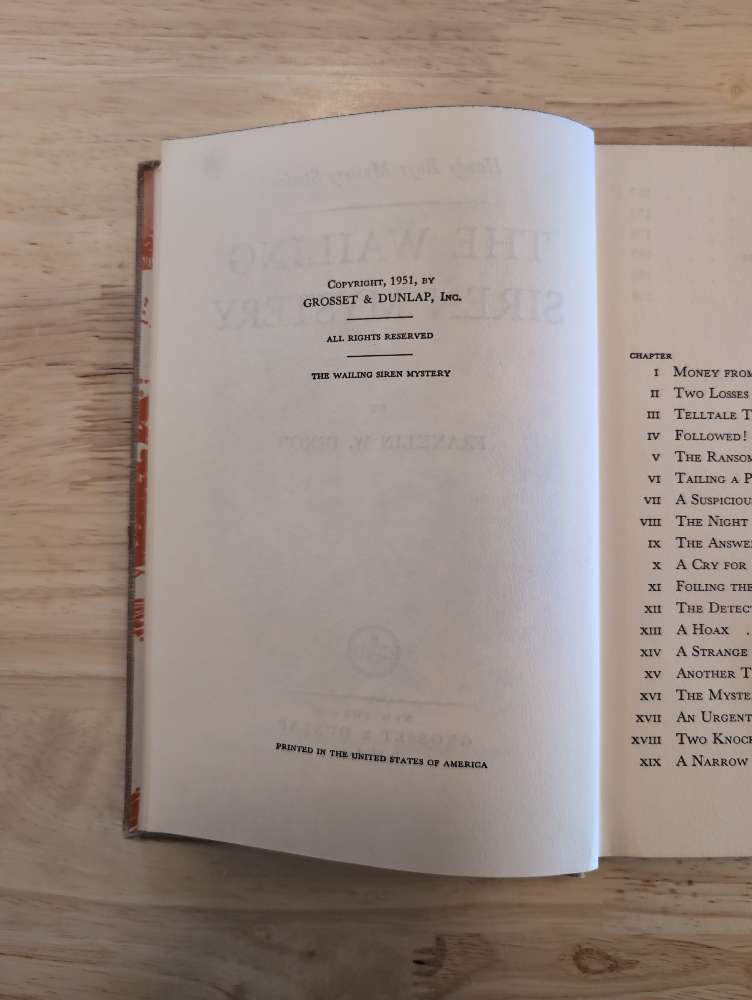 Copyright, 1951, by
GROSSET & DUNLAP, Inc.
ALL RIGHTS RESERVED
THE WAILING SIREN MYSTERY
PRINTED IN THE UNITED STATES OF AMERICA
CHAPTER
I Money from
II Two Losses
III Telltale T
IV Followed!
V The Ransom
VI Tailing a P
VII A Suspicious
VIII The Night
IX The Answe
X A Cry for
XI Foiling the
XII The Detect
XIII A Hoax .
XIV A Strange
XV Another T
XVI The Myste
XVII An Urgent
XVIII Two Knock
XIX A Narrow